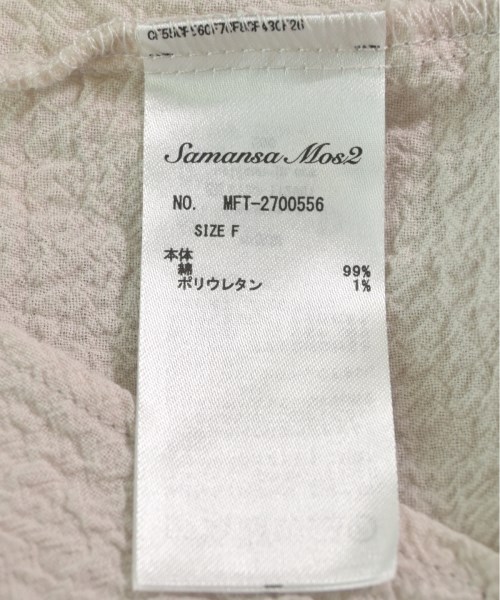 Samansa Mos2
NO. MFT-2700556
SIZE F
本体
綿 99%
ポリウレタン 1%